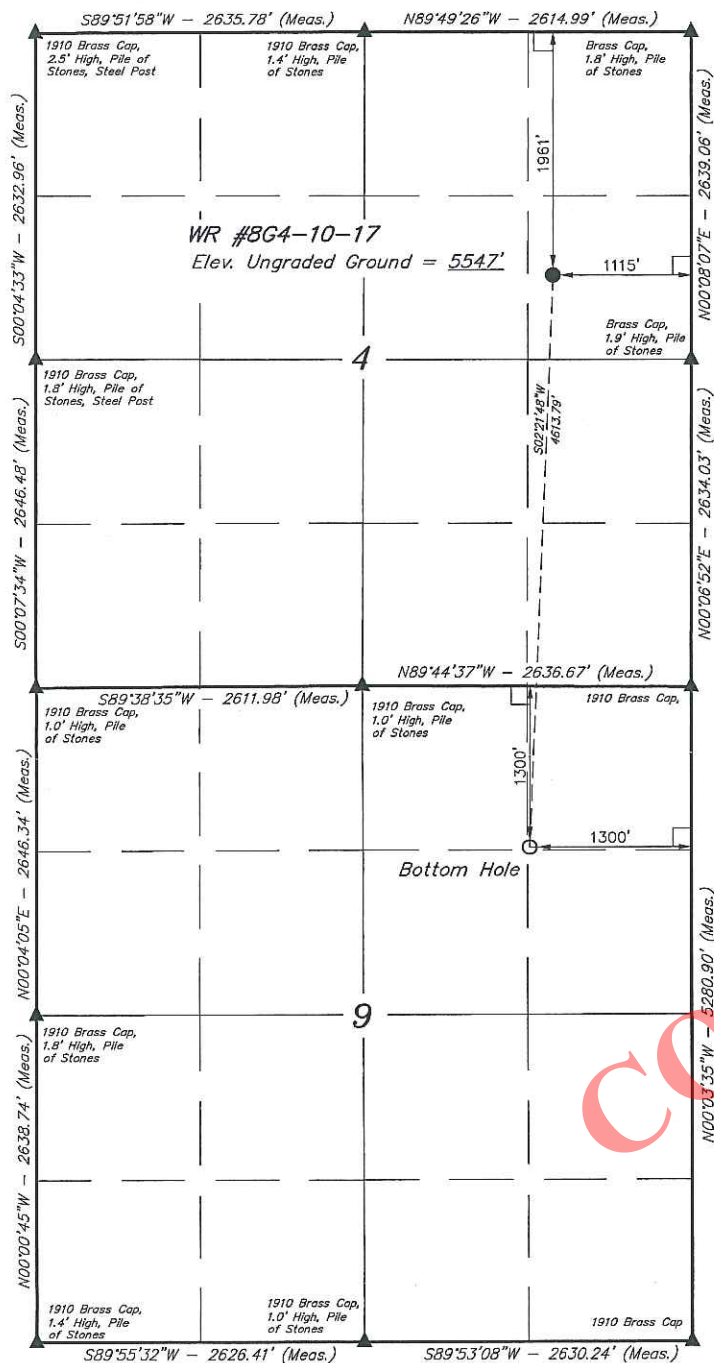 S89°51'58"W - 2635.78' (Meas.)
N89°49'26"W - 2614.99' (Meas.)
1910 Brass Cap,
2.5' High, Pile of
Stones, Steel Post
1910 Brass Cap,
1.4' High, Pile
of Stones
Brass Cap,
1.8' High, Pile
of Stones
S00°04'33"W - 2632.96' (Meas.)
1961'
N00°08'07"E - 2639.06' (Meas.)
WR #8G4-10-17
Elev. Ungraded Ground = 5547'
1115'
Brass Cap,
1.9' High, Pile
of Stones
4
1910 Brass Cap,
1.8' High, Pile of
Stones, Steel Post
S02°21'48"W
4613.79'
S00°07'34"W - 2646.48' (Meas.)
N00°06'52"E - 2634.03' (Meas.)
N89°44'37"W - 2636.67' (Meas.)
S89°38'35"W - 2611.98' (Meas.)
1910 Brass Cap,
1.0' High, Pile
of Stones
1910 Brass Cap,
1.0' High, Pile
of Stones
1910 Brass Cap,
1300'
1300'
Bottom Hole
N00°04'05"E - 2646.34' (Meas.)
9
1910 Brass Cap,
1.8' High, Pile
of Stones
N00°03'35"W - 5280.90' (Meas.)
CO
N00°00'45"W - 2638.74' (Meas.)
1910 Brass Cap,
1.4' High, Pile
of Stones
1910 Brass Cap,
1.0' High, Pile
of Stones
1910 Brass Cap
S89°55'32"W - 2626.41' (Meas.)
S89°53'08"W - 2630.24' (Meas.)